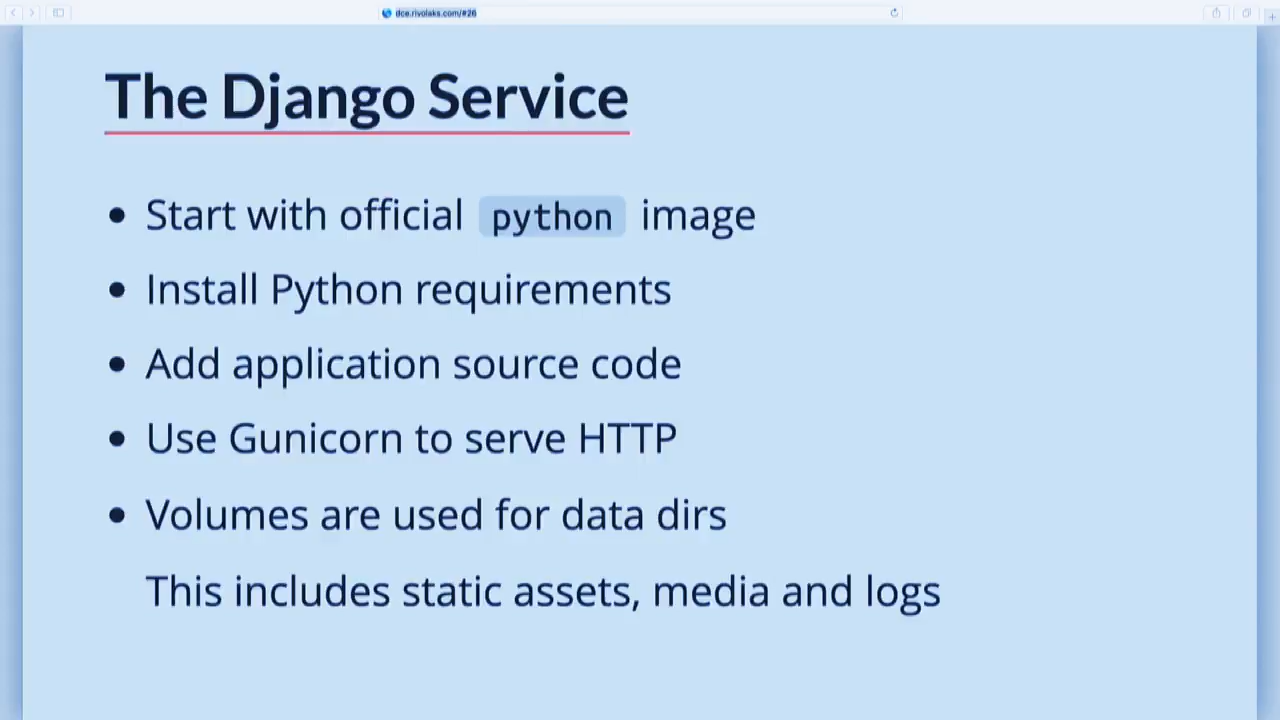 dce.rivolaks.com/#26
The Django Service
Start with official python image
Install Python requirements
Add application source code
Use Gunicorn to serve HTTP
Volumes are used for data dirs
This includes static assets, media and logs